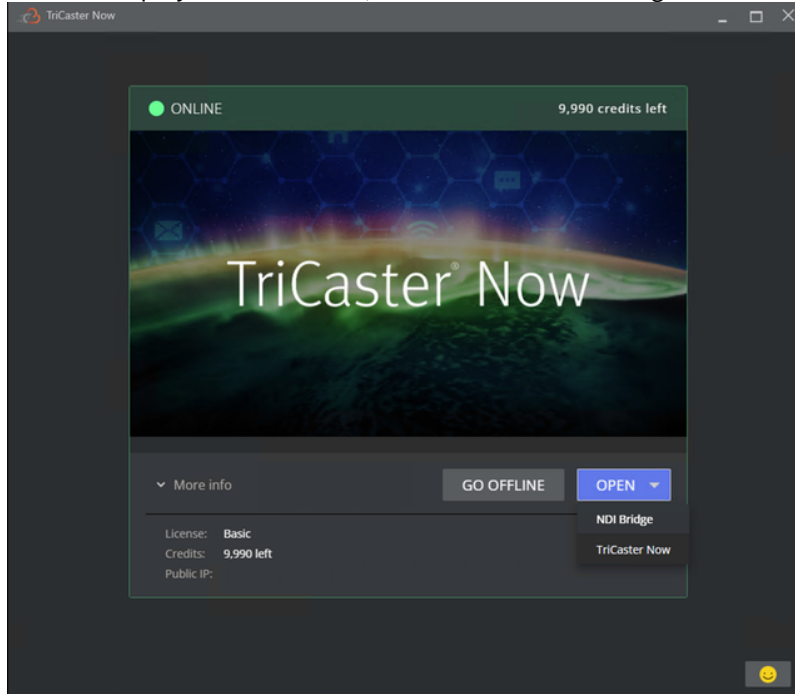 TriCaster Now
ONLINE
9,990 credits left
TriCaster® Now
More info
GO OFFLINE
OPEN
NDI Bridge
TriCaster Now
License: Basic
Credits: 9,990 left
Public IP: